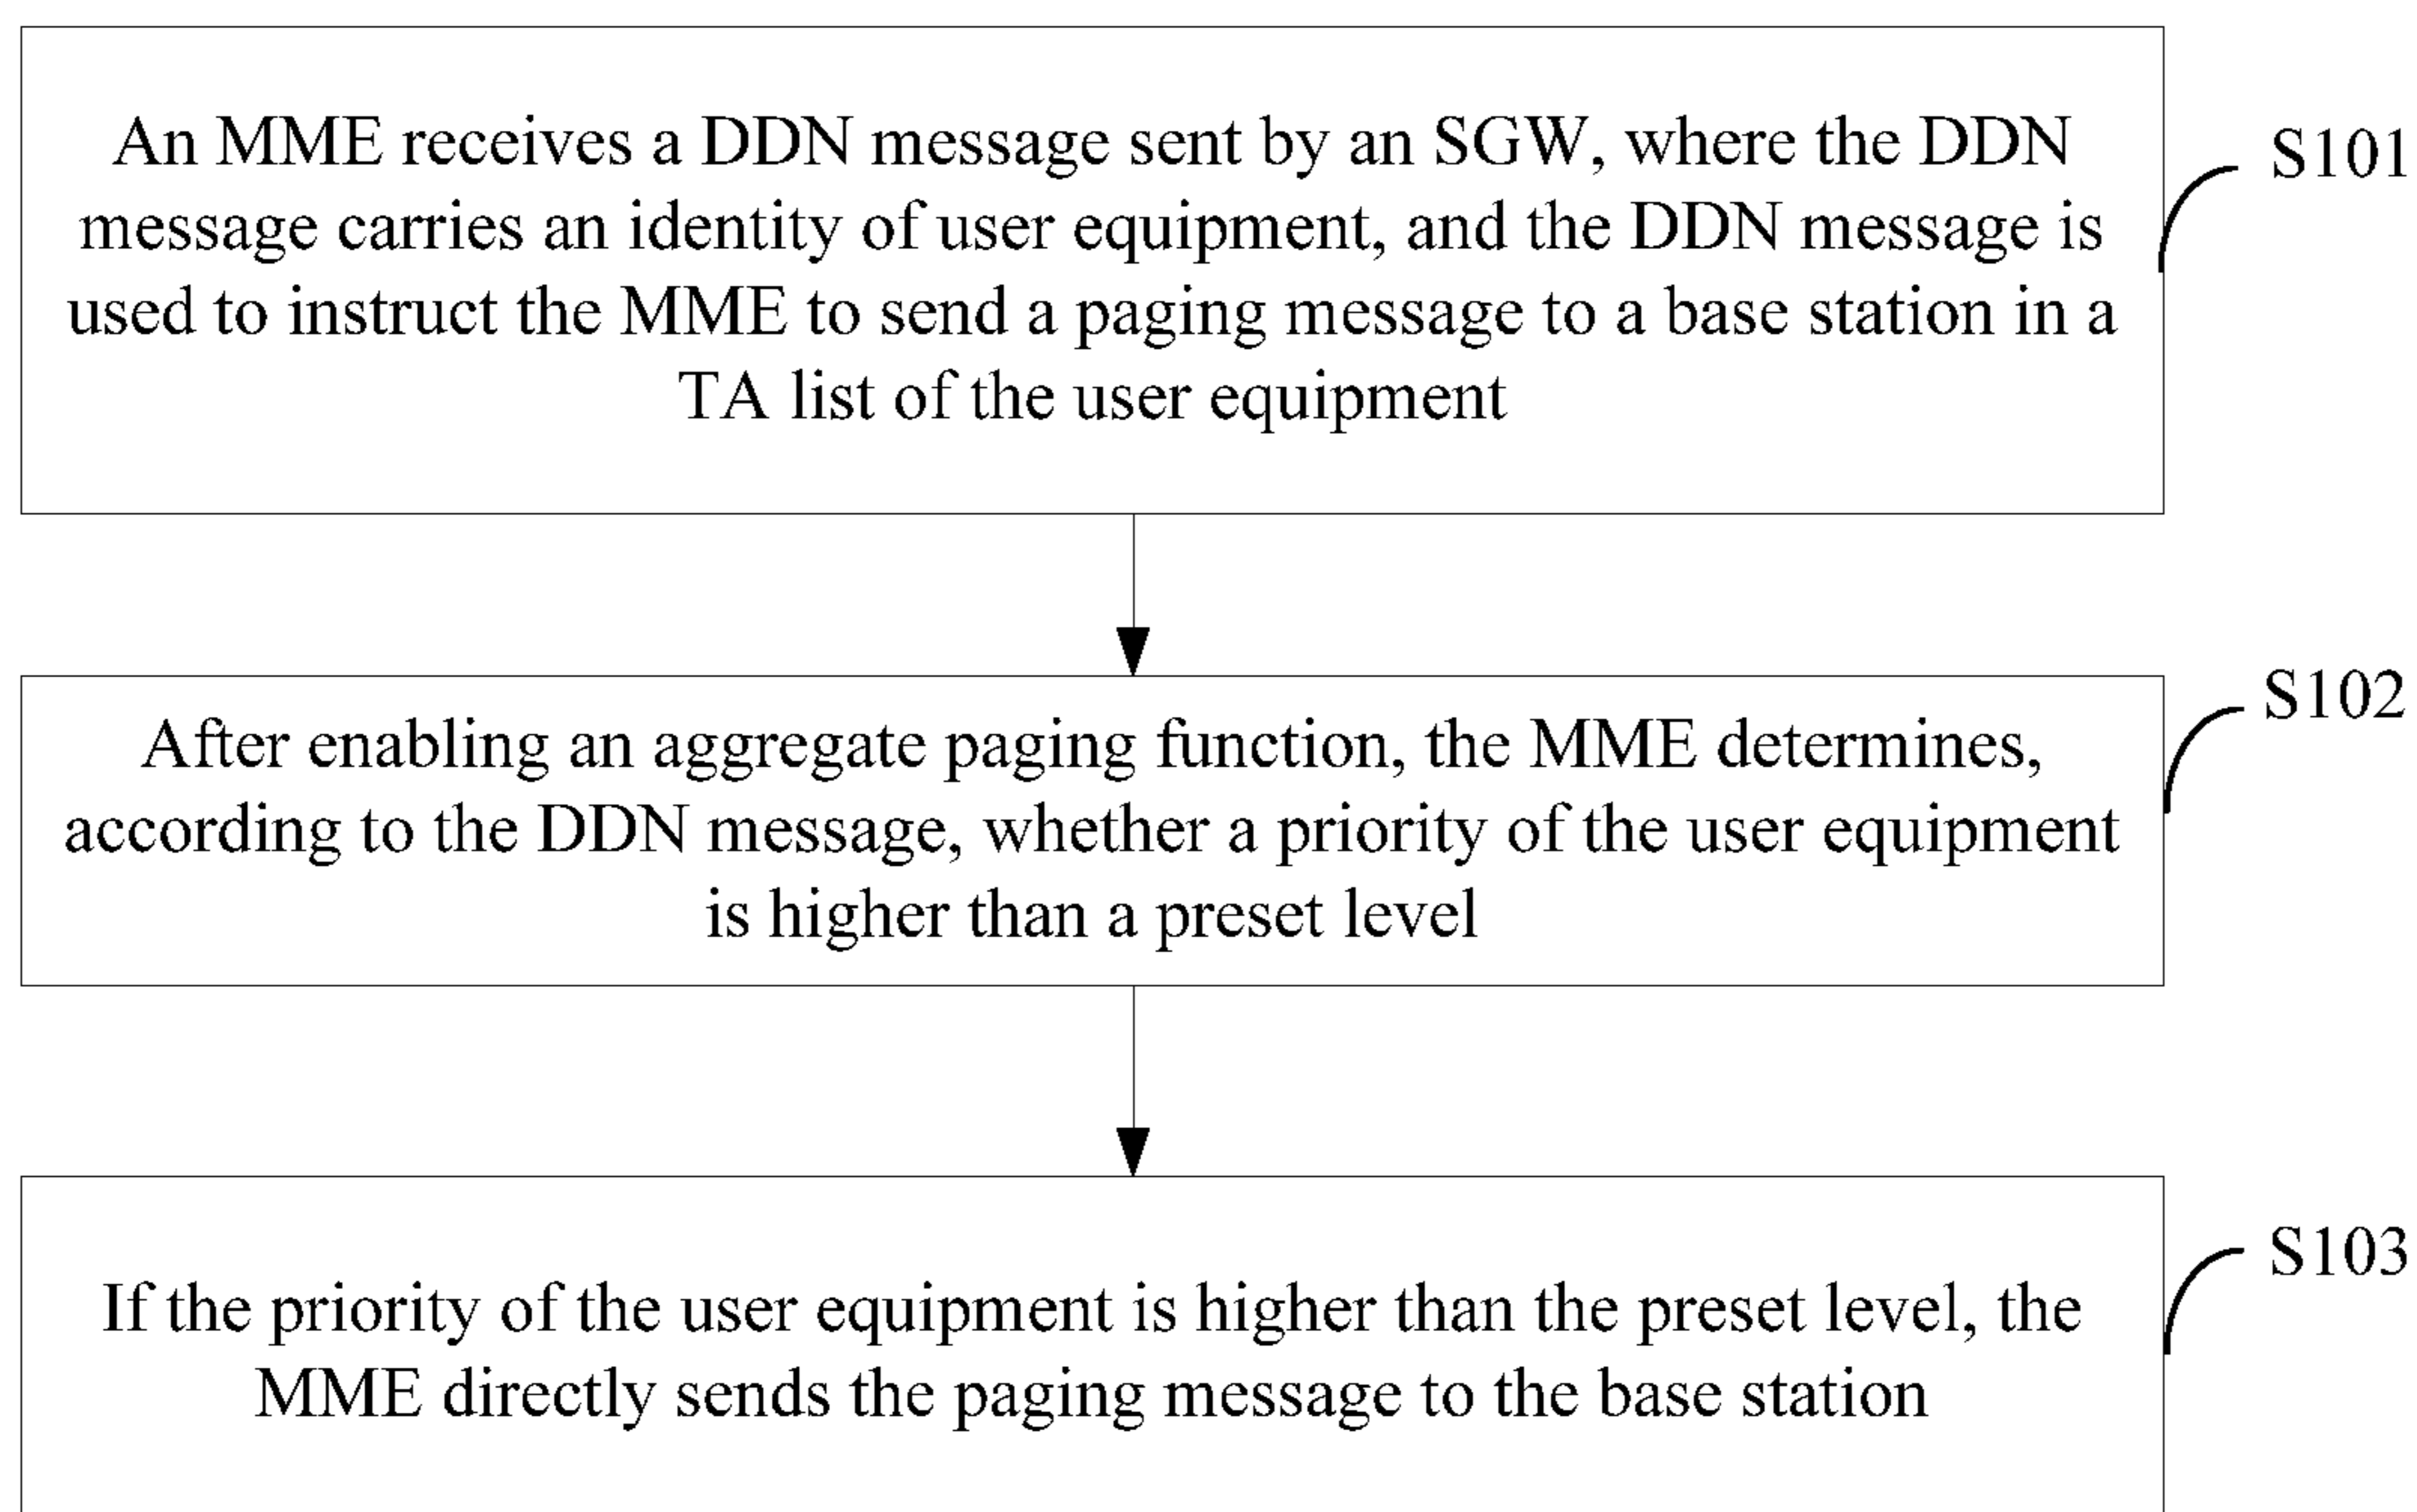 An MME receives a DDN message sent by an SGW, where the DDN
message carries an identity of user equipment, and the DDN message is
used to instruct the MME to send a paging message to a base station in a
TA list of the user equipment
S101
After enabling an aggregate paging function, the MME determines,
according to the DDN message, whether a priority of the user equipment
is higher than a preset level
S102
If the priority of the user equipment is higher than the preset level, the
MME directly sends the paging message to the base station
S103